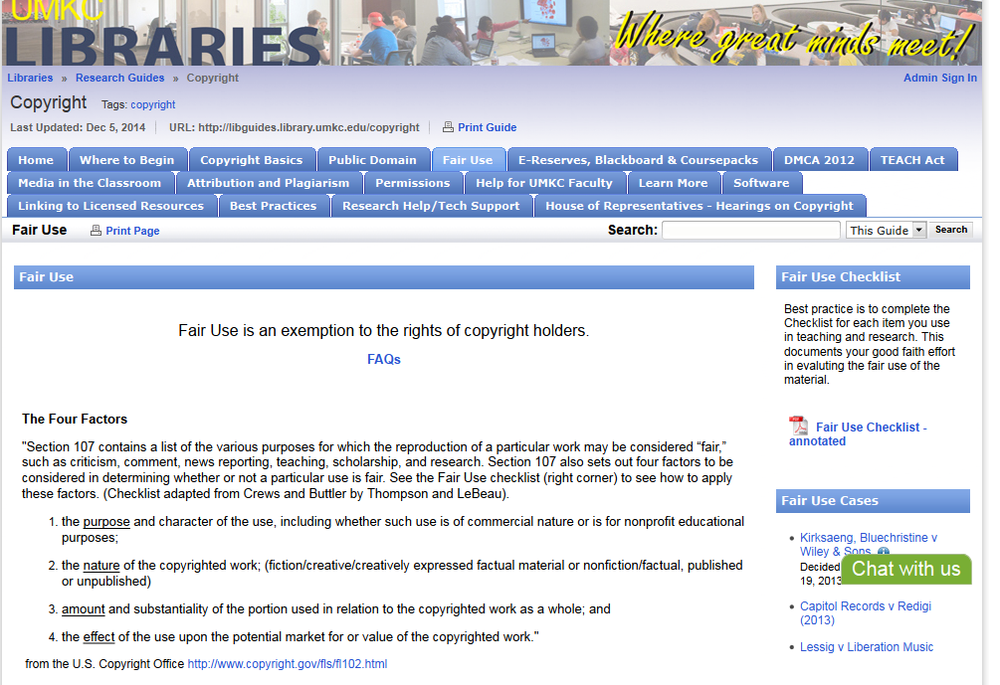 UMKC
LIBRARIES
Where great minds meet!
Libraries » Research Guides » Copyright Admin Sign In
Copyright Tags: copyright
Last Updated: Dec 5, 2014 URL: http://libguides.library.umkc.edu/copyright Print Guide
Home Where to Begin Copyright Basics Public Domain Fair Use E-Reserves, Blackboard & Coursepacks DMCA 2012 TEACH Act
Media in the Classroom Attribution and Plagiarism Permissions Help for UMKC Faculty Learn More Software
Linking to Licensed Resources Best Practices Research Help/Tech Support House of Representatives - Hearings on Copyright
Fair Use Print Page Search: This Guide Search
Fair Use
Fair Use is an exemption to the rights of copyright holders.
FAQs
The Four Factors
"Section 107 contains a list of the various purposes for which the reproduction of a particular work may be considered “fair,”
such as criticism, comment, news reporting, teaching, scholarship, and research. Section 107 also sets out four factors to be
considered in determining whether or not a particular use is fair. See the Fair Use checklist (right corner) to see how to apply
these factors. (Checklist adapted from Crews and Buttler by Thompson and LeBeau).
1. the purpose and character of the use, including whether such use is of commercial nature or is for nonprofit educational
purposes;
2. the nature of the copyrighted work; (fiction/creative/creatively expressed factual material or nonfiction/factual, published
or unpublished)
3. amount and substantiality of the portion used in relation to the copyrighted work as a whole; and
4. the effect of the use upon the potential market for or value of the copyrighted work."
from the U.S. Copyright Office http://www.copyright.gov/fls/fl102.html
Fair Use Checklist
Best practice is to complete the
Checklist for each item you use
in teaching and research. This
documents your good faith effort
in evaluting the fair use of the
material.
Fair Use Checklist -
annotated
Fair Use Cases
• Kirksaeng, Bluechristine v
Wiley & Sons
Decided
19, 2013
Chat with us
• Capitol Records v Redigi
(2013)
• Lessig v Liberation Music